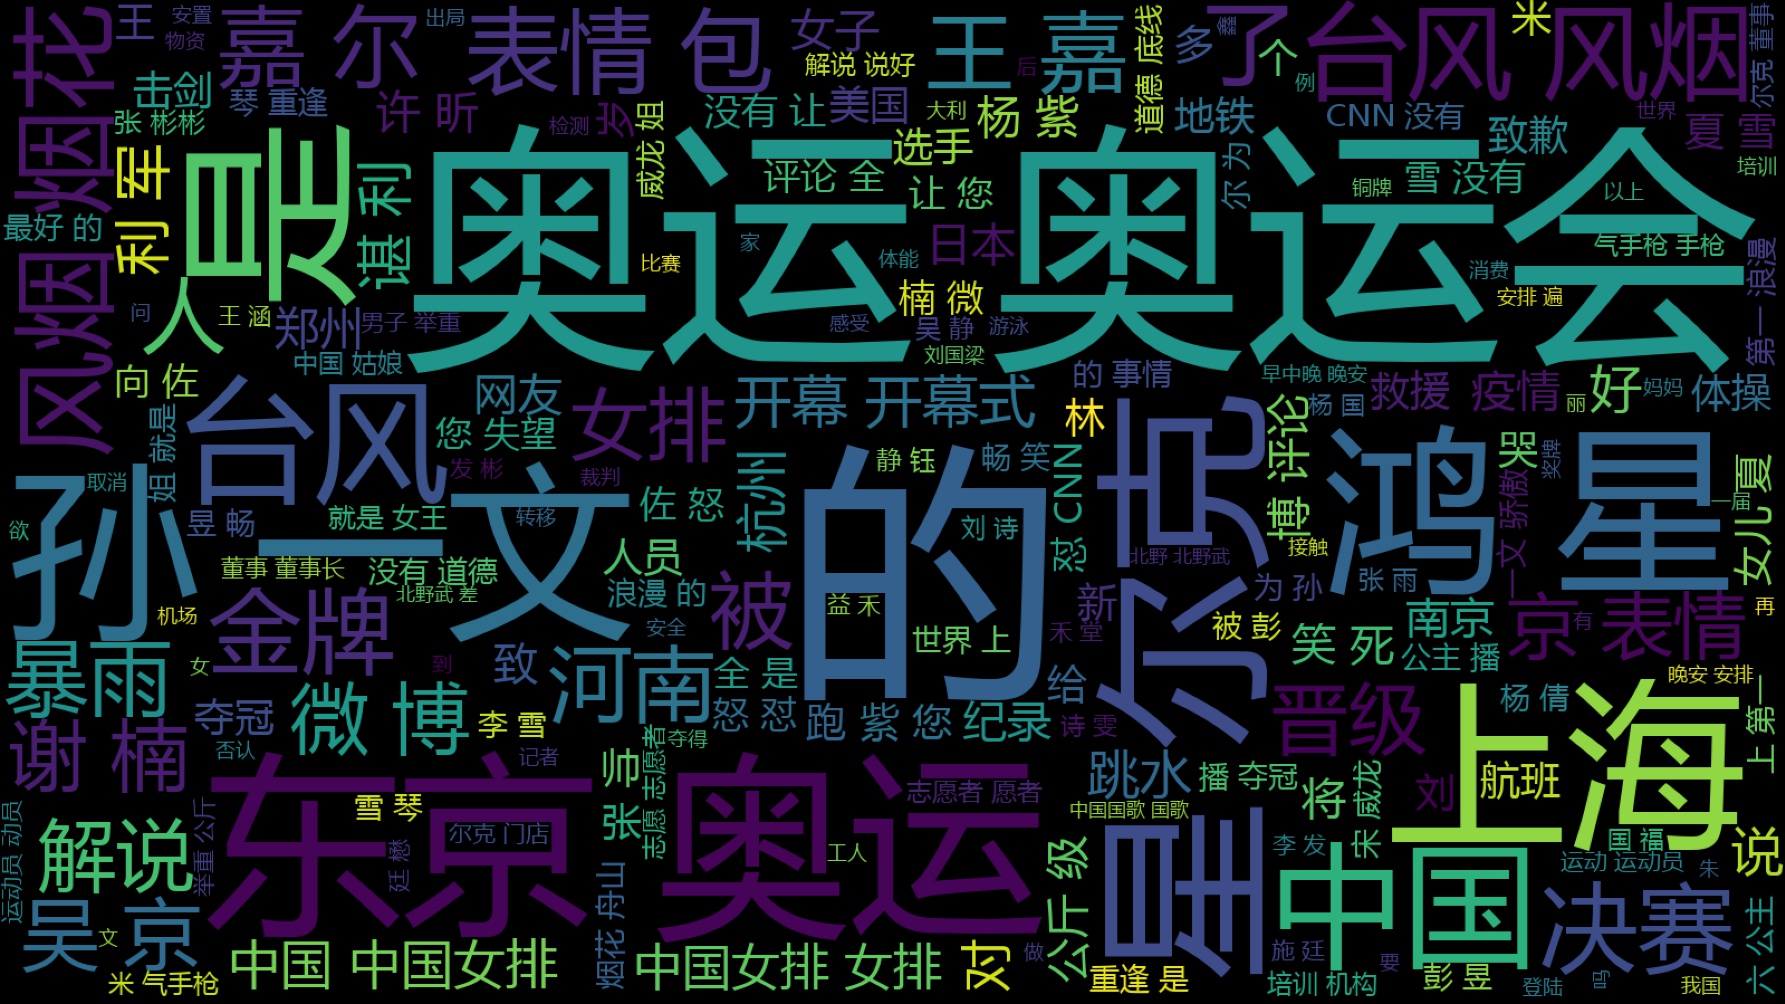 王
安置
物资
嘉 尔
出局
表情 包
女子
解说 说好
王 嘉
道德 底线
多
鑫
了
个
例
米
台风 风烟
董事
尔克
风烟 烟花
击剑
琴 重逢
许 昕
检测
岁
威龙 姐
没有 让
美国
大利
杨 紫
后
地铁
CNN 没有
世界
致歉
夏 雪
培训
张 彬彬
利 军
是
谌 利
奥运 奥运会
评论 全
选手
让 您
尔 为
铜牌
雪 没有
以上
最好 的
人
问
王 涵
郑州
男子 举重
比赛
家
体能
日本
楠 微
感受
吴 静
游泳
刘国梁
消费
安排 遍
气手枪 手枪
第一 浪漫
中国 姑娘
向 佐
台风
网友
女排
开幕 开幕式
的 事情
早中晚 晚安
林
杨 国
救援
疫情
丽
好
妈妈
体操
姐 就是
您 失望
发 彬
裁判
杭州
静 钰
畅 笑
怼 CNN
尔克
博 评论
鸿 星
哭
奖牌
一文 骄傲
一届
女儿 夏
取消
孙 一文
欲
昱 畅
就是 女王
转移
佐 怒
人员
的
刘 诗
北野 北野武
接触
张 雨
为 孙
董事 董事长
没有 道德
北野武 差
机场
浪漫 的
益 禾
新
被 彭
再
暴雨
女
金牌
到
安全
被
世界 上
禾 堂
笑 死
南京
公主 播
京 表情
有
致
河南
全 是
给
晚安 安排
谢 楠
夺冠
否认
微 博
李 雪
记者
怒 怼
跑 紫
您
纪录
诗 雯
晋级
上海
杨 倩
上 第一
东京 奥运
雪 琴
尔克 门店
帅
张
志愿者
夺得
志愿 志愿者
志愿者 愿者
跳水
播 夺冠
中国国歌 国歌
将
宋 威龙
刘
航班
运动员 动员
解说
举重 公斤
廷 懋
工人
公斤 级
星
李 发
中国
国 福
运动 运动员
朱
说
吴 京
文
烟花 舟山
决赛
六 公主
米 气手枪
中国 中国女排
中国女排 女排
对
做
重逢 是
施 廷
培训 机构
要
彭 昱
登陆
吗
我国